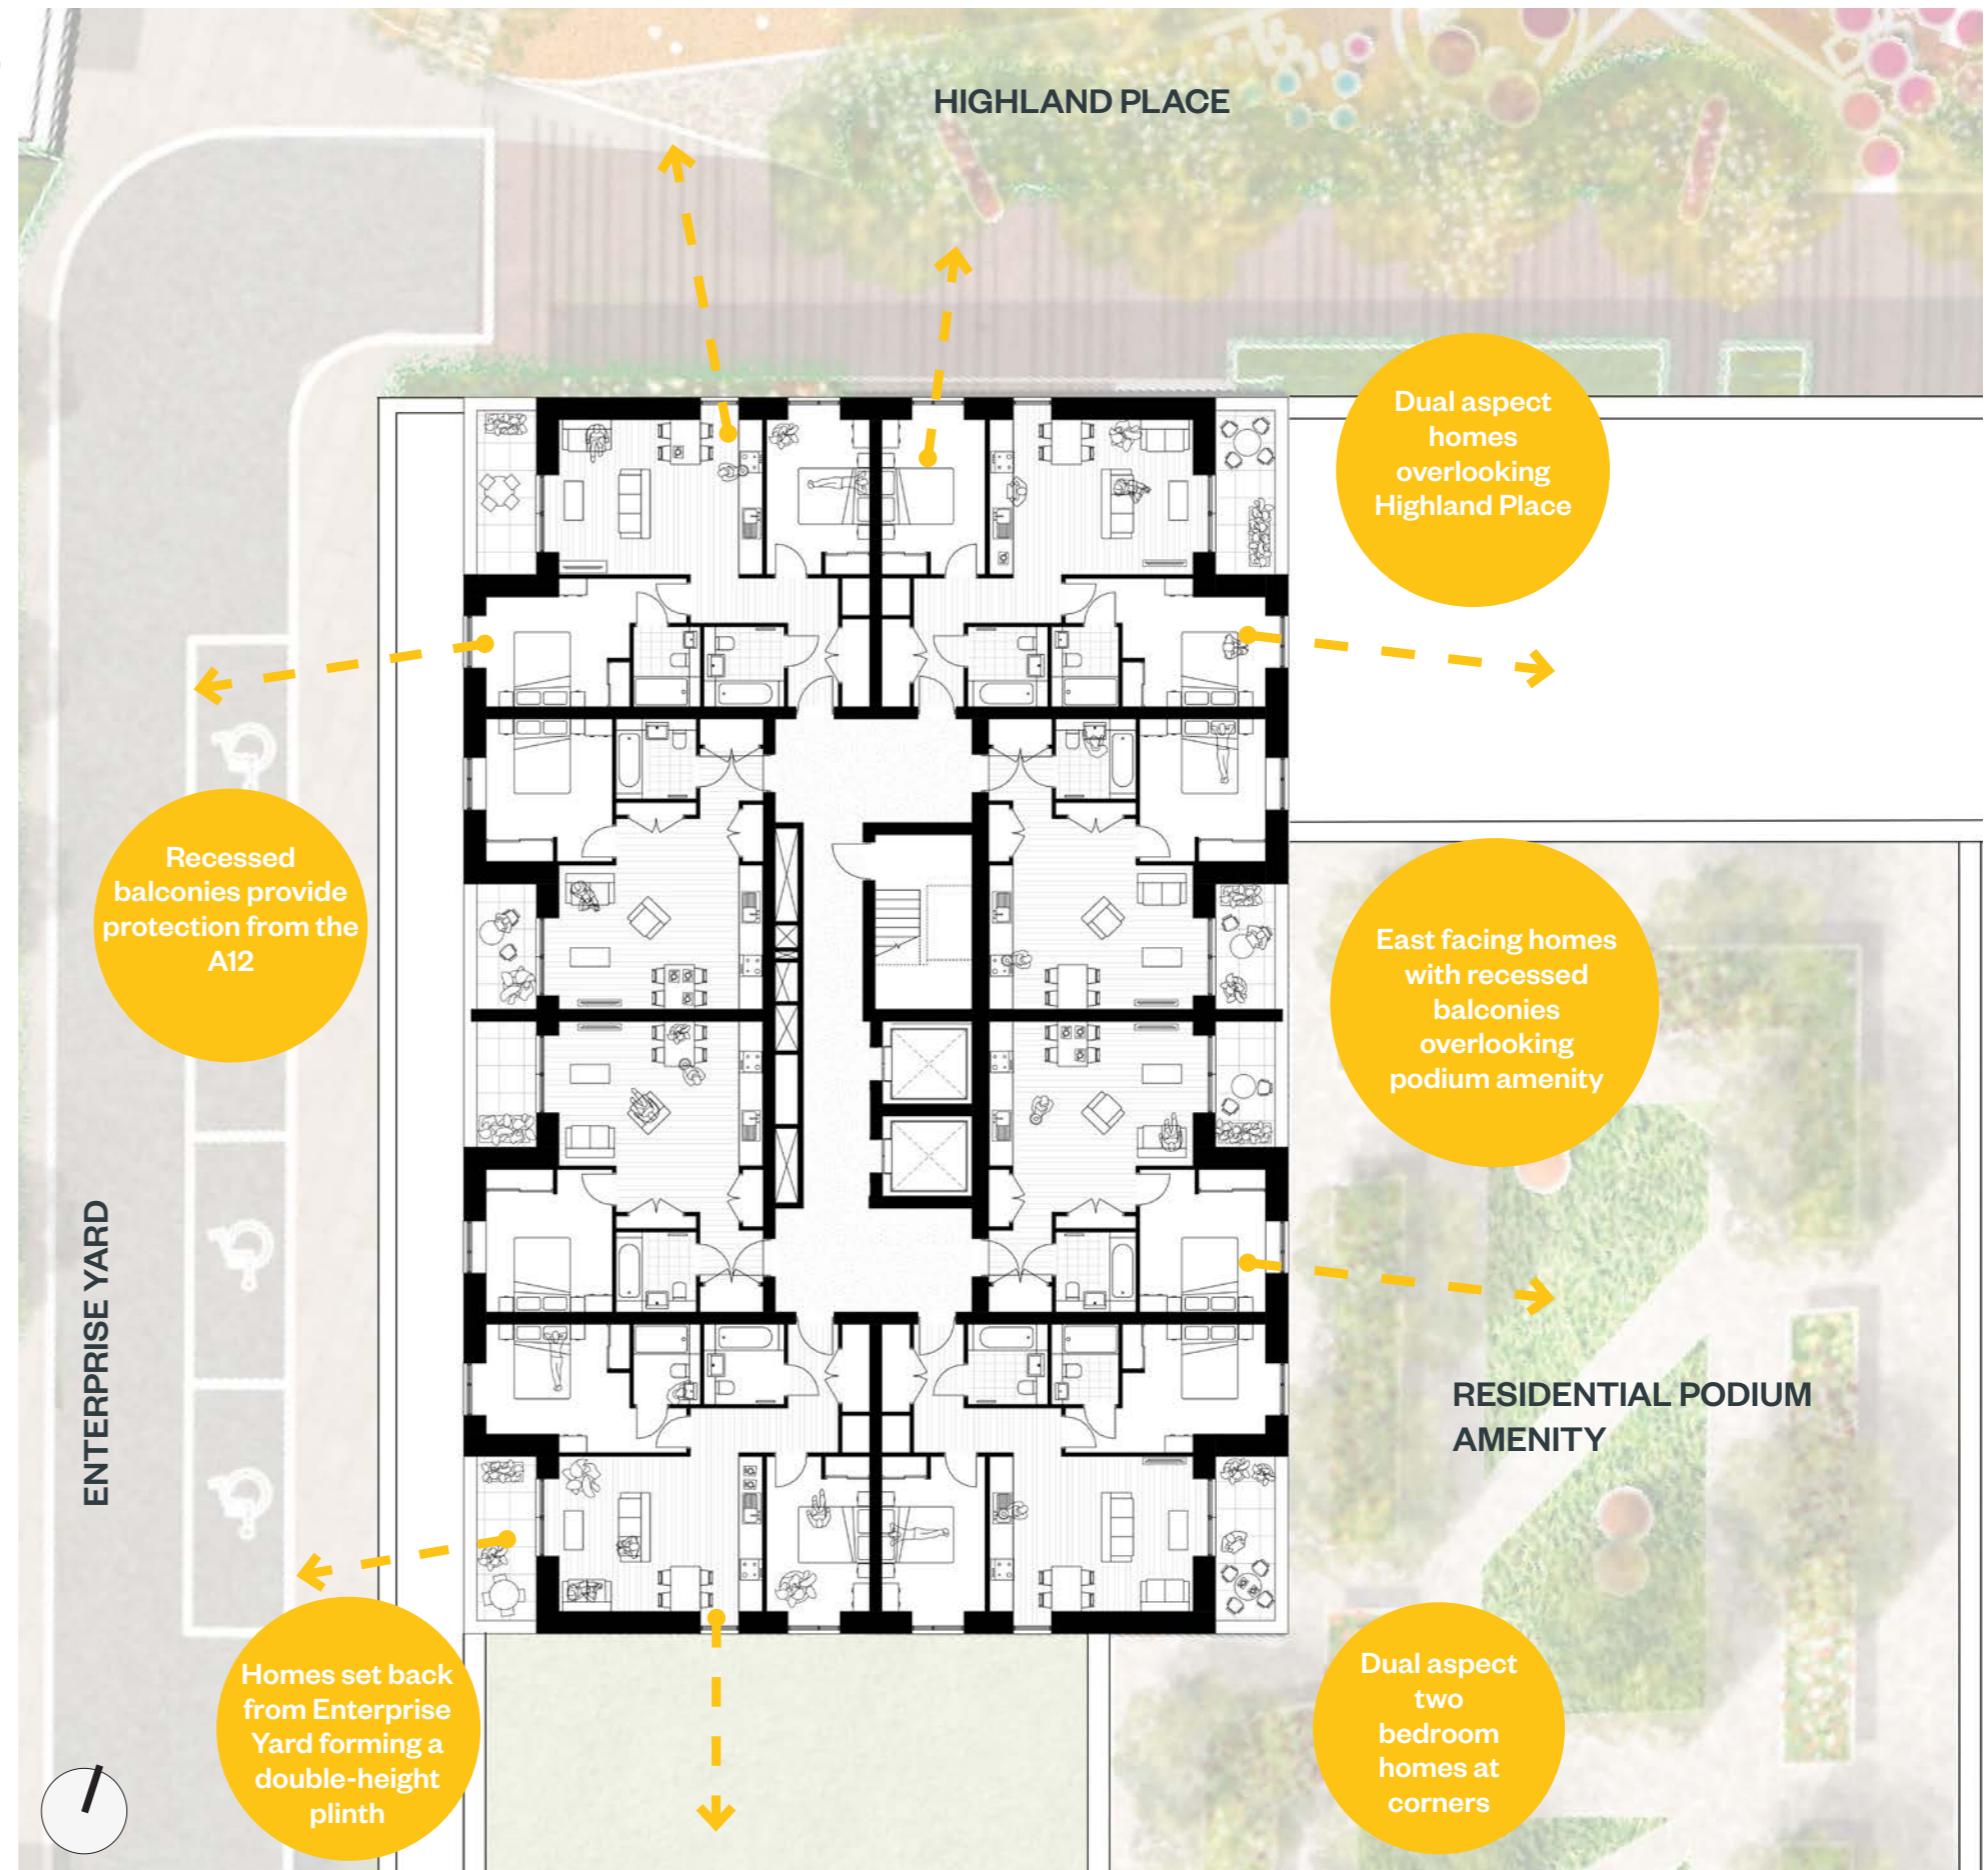 HIGHLAND PLACE
Dual aspect
homes
overlooking
Highland Place
Recessed
balconies provide
protection from the
A12
East facing homes
with recessed
balconies
overlooking
podium amenity
ENTERPRISE YARD
RESIDENTIAL PODIUM
AMENITY
Homes set back
from Enterprise
Yard forming a
double-height
plinth
Dual aspect
two
bedroom
homes at
corners